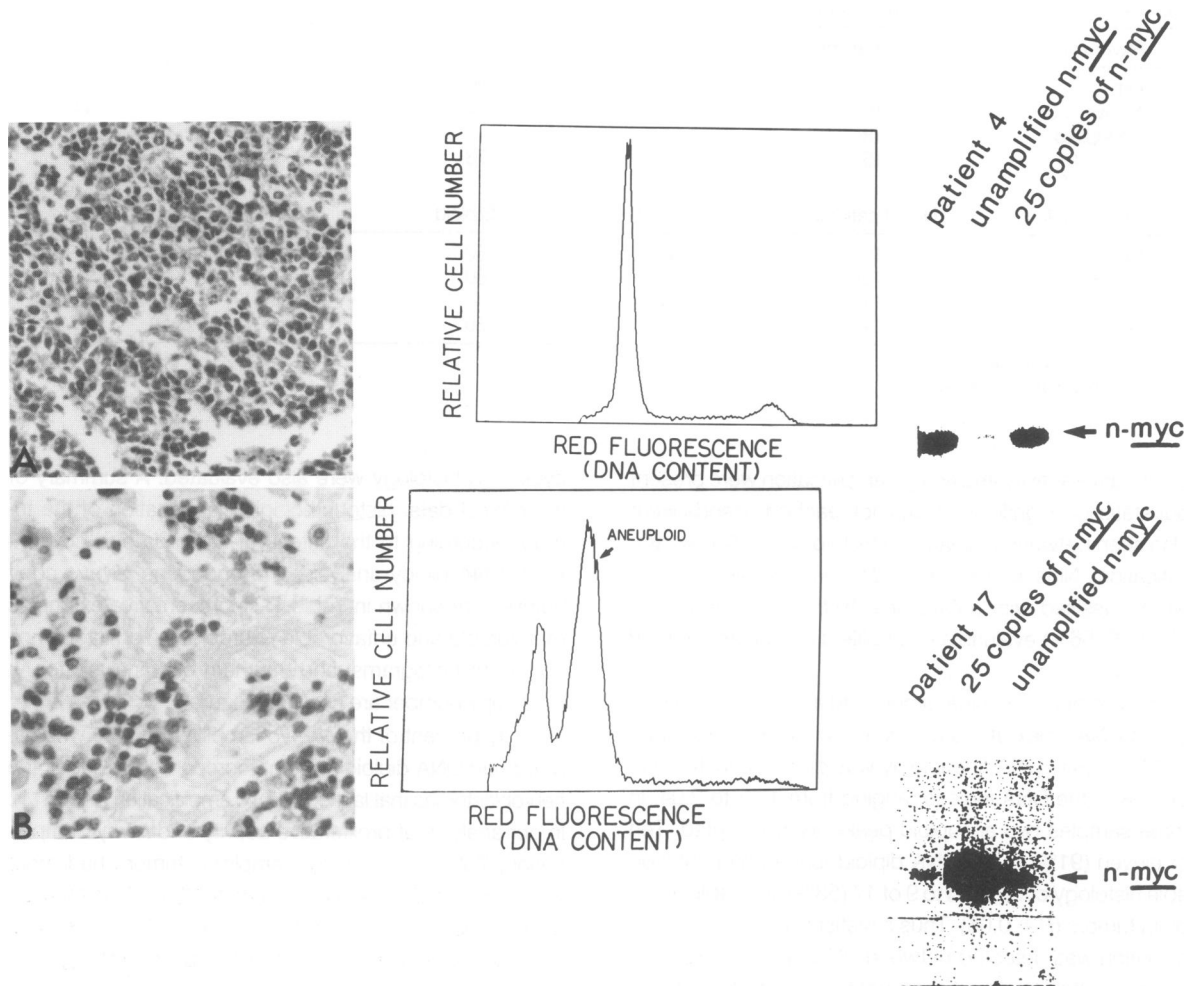 A
RELATIVE CELL NUMBER
RED FLUORESCENCE
(DNA CONTENT)
patient 4
unamplified n-myc
25 copies of n-myc
n-myc
B
RELATIVE CELL NUMBER
ANEUPLOID
RED FLUORESCENCE
(DNA CONTENT)
patient 17
25 copies of n-myc
unamplified n-myc
n-myc